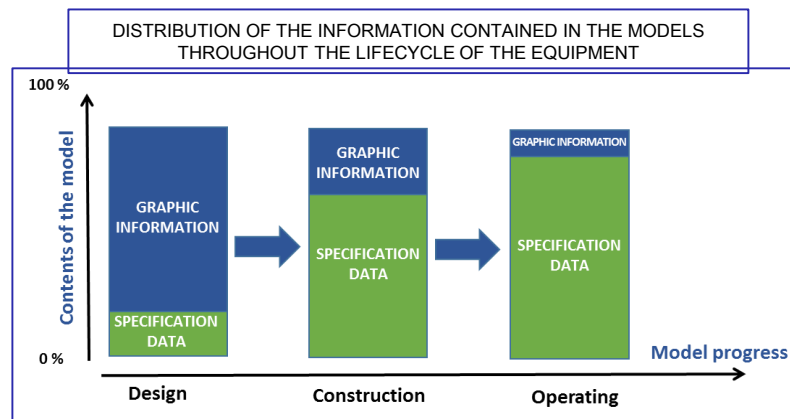 DISTRIBUTION OF THE INFORMATION CONTAINED IN THE MODELS
THROUGHOUT THE LIFECYCLE OF THE EQUIPMENT
100 %
Contents of the model
GRAPHIC
INFORMATION
SPECIFICATION
DATA
GRAPHIC
INFORMATION
SPECIFICATION
DATA
GRAPHIC INFORMATION
SPECIFICATION
DATA
0 %
Model progress
Design
Construction
Operating